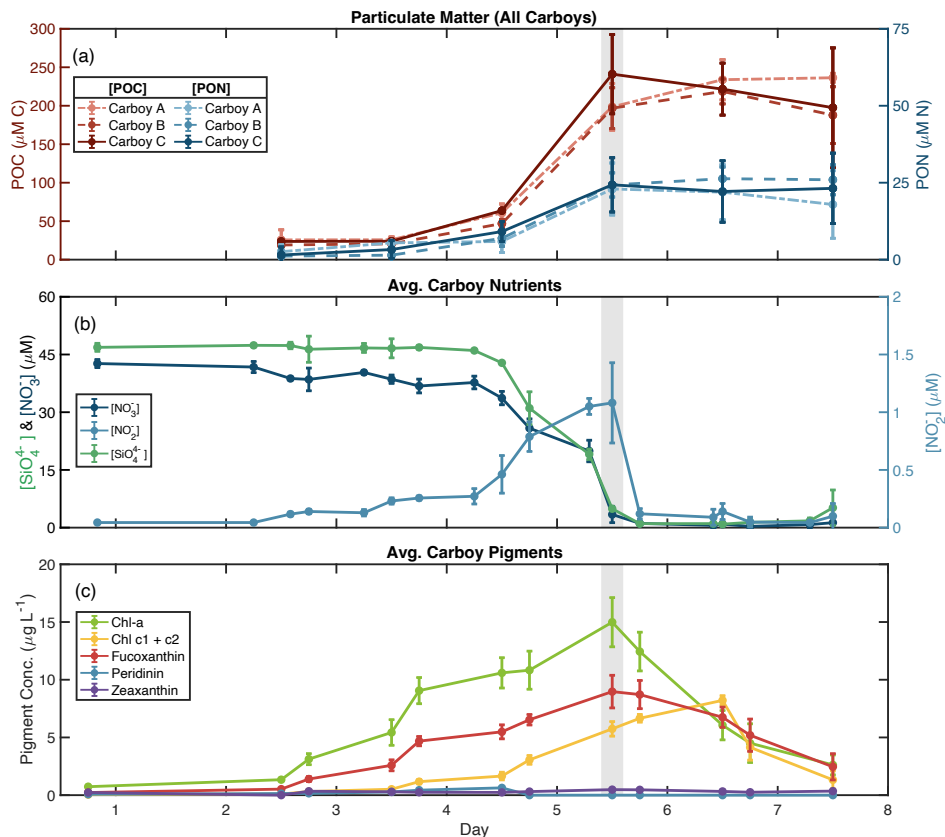 Particulate Matter (All Carboys)
(a)
[POC] [PON]
Carboy A Carboy A
Carboy B Carboy B
Carboy C Carboy C
POC (μM C)
0
50
100
150
200
250
300
PON (μM N)
0
25
50
75
Avg. Carboy Nutrients
(b)
[NO₃⁻]
[NO₂⁻]
[SiO₄⁴⁻]
[SiO₄⁴⁻] & [NO₃⁻] (μM)
0
15
30
45
60
[NO₂⁻] (μM)
0
0.5
1
1.5
2
Avg. Carboy Pigments
(c)
Chl-a
Chl c1 + c2
Fucoxanthin
Peridinin
Zeaxanthin
Pigment Conc. (μg L⁻¹)
0
5
10
15
20
1 2 3 4 5 6 7 8
Day